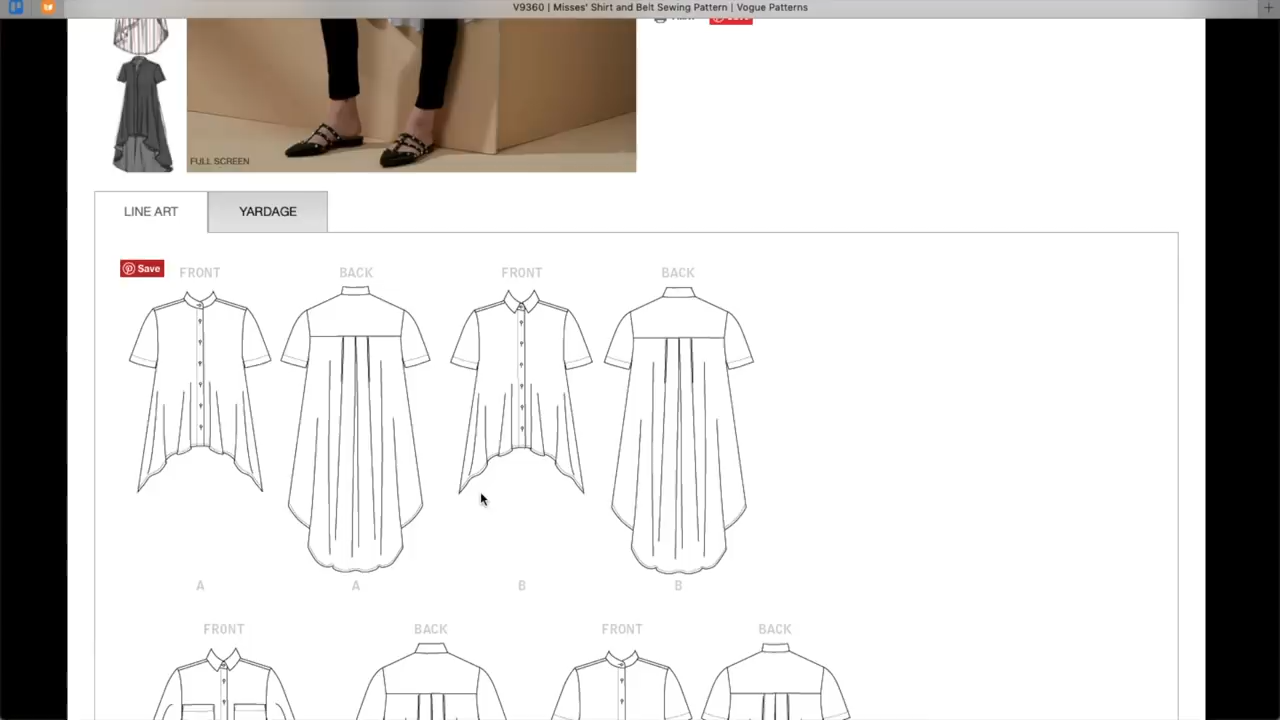 V9360 | Misses' Shirt and Belt Sewing Pattern | Vogue Patterns
FULL SCREEN
LINE ART
YARDAGE
Save
FRONT
BACK
FRONT
BACK
A
A
B
B
FRONT
BACK
FRONT
BACK